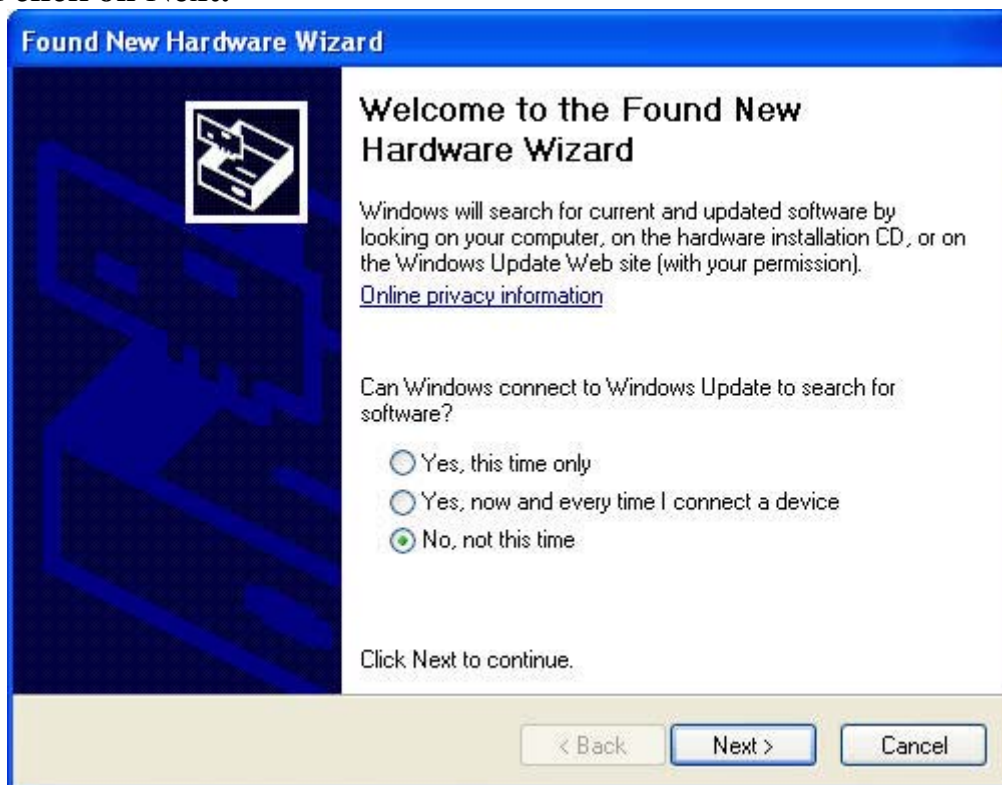 click on Next.
Found New Hardware Wizard
Welcome to the Found New
Hardware Wizard
Windows will search for current and updated software by
looking on your computer, on the hardware installation CD, or on
the Windows Update Web site (with your permission).
Online privacy information
Can Windows connect to Windows Update to search for
software?
Yes, this time only
Yes, now and every time I connect a device
No, not this time
Click Next to continue.
< Back
Next >
Cancel